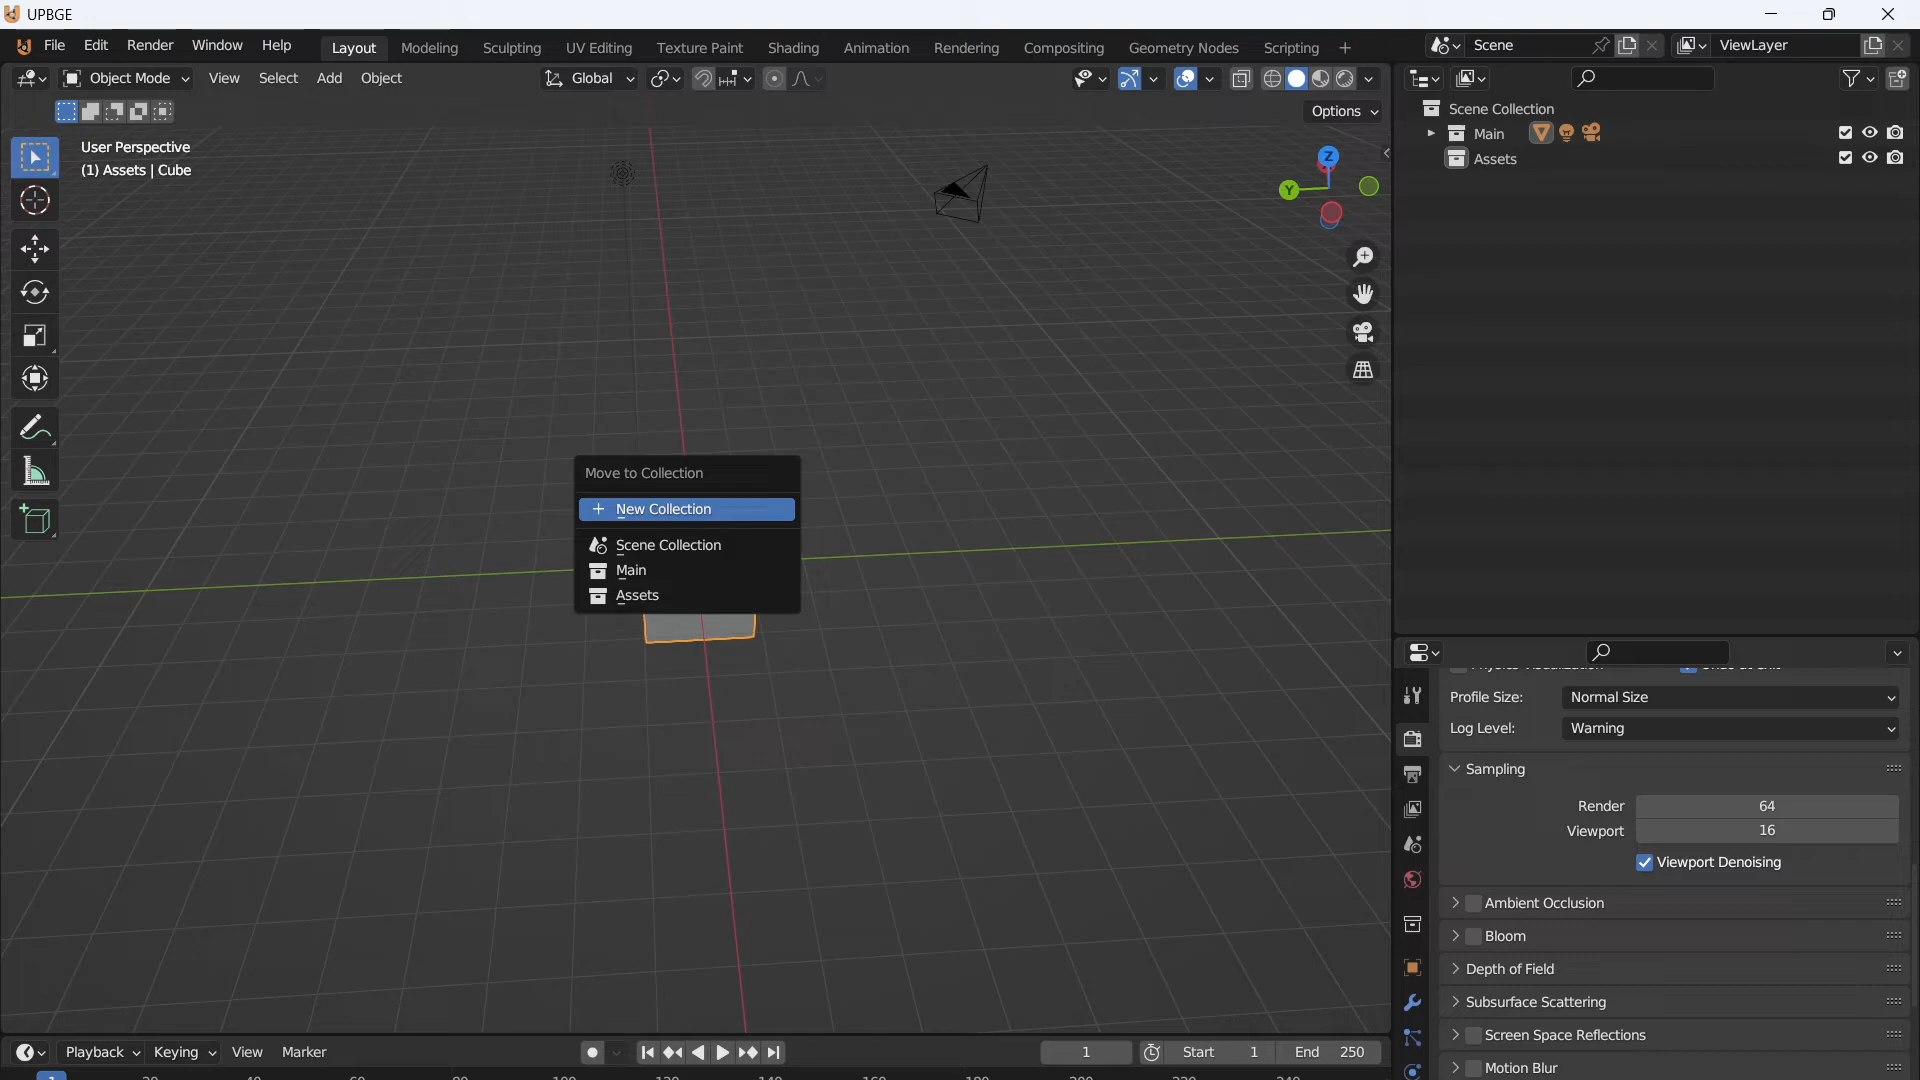 UPBGE
File Edit Render Window Help
Layout Modeling Sculpting UV Editing Texture Paint Shading Animation Rendering Compositing Geometry Nodes Scripting +
Scene
ViewLayer
Object Mode View Select Add Object
Global
Options
User Perspective
(1) Assets | Cube
Z
Y
Scene Collection
Main
Assets
Move to Collection
New Collection
Scene Collection
Main
Assets
Profile Size: Normal Size
Log Level: Warning
Sampling
Render 64
Viewport 16
Viewport Denoising
Ambient Occlusion
Bloom
Depth of Field
Subsurface Scattering
Screen Space Reflections
Motion Blur
Playback Keying View Marker
1
Start 1
End 250
1